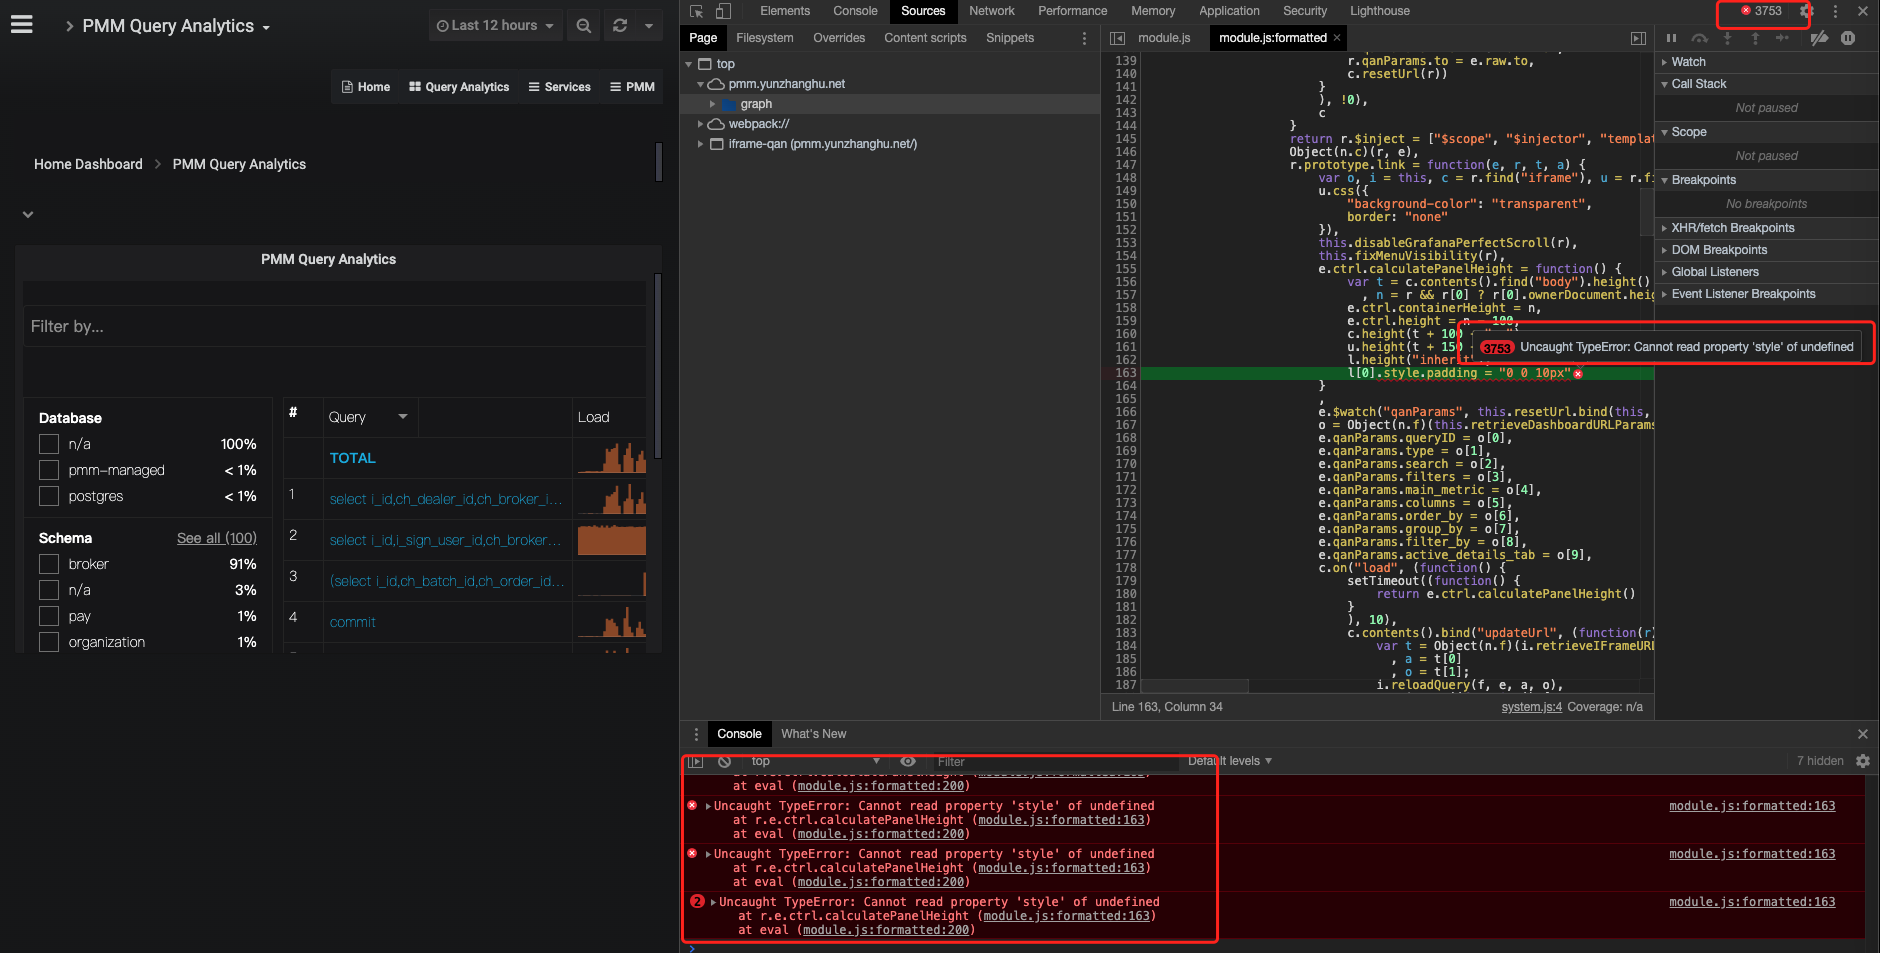 PMM Query Analytics
Last 12 hours
Home
Query Analytics
Services
PMM
Home Dashboard
PMM Query Analytics
PMM Query Analytics
Filter by...
Database
n/a 100%
pmm-managed < 1%
postgres < 1%
Schema See all (100)
broker 91%
n/a 3%
pay 1%
organization 1%
# Query Load
TOTAL
1 select i_id,ch_dealer_id,ch_broker_i...
2 select i_id,i_sign_user_id,ch_broker...
3 (select i_id,ch_batch_id,ch_order_id...
4 commit
Elements Console Sources Network Performance Memory Application Security Lighthouse
3753
Page Filesystem Overrides Content scripts Snippets
module.js module.js:formatted
top
pmm.yunzhanghu.net
graph
webpack://
iframe-qan (pmm.yunzhanghu.net/)
139 r.qanParams.to = e.raw.to,
140 c.resetUrl(r))
141 }
142 ), !0),
143 c
144 }
145 return r.$inject = ["$scope", "$injector", "templat
146 Object(n.c)(r, e),
147 r.prototype.link = function(e, r, t, a) {
148 var o, i = this, c = r.find("iframe"), u = r.fi
149 u.css({
150 "background-color": "transparent",
151 border: "none"
152 }),
153 this.disableGrafanaPerfectScroll(r),
154 this.fixMenuVisibility(r),
155 e.ctrl.calculatePanelHeight = function() {
156 var t = c.contents().find("body").height()
157 , n = r && r[0] ? r[0].ownerDocument.heig
158 e.ctrl.containerHeight = n,
159 e.ctrl.height = n - 100,
160 c.height(t + 100
161 u.height(t + 150
162 l.height("inherit"
163 l[0].style.padding = "0 0 10px"
164 }
165 ,
166 e.$watch("qanParams", this.resetUrl.bind(this,
167 o = Object(n.f)(this.retrieveDashboardURLParams
168 e.qanParams.queryID = o[0],
169 e.qanParams.type = o[1],
170 e.qanParams.search = o[2],
171 e.qanParams.filters = o[3],
172 e.qanParams.main_metric = o[4],
173 e.qanParams.columns = o[5],
174 e.qanParams.order_by = o[6],
175 e.qanParams.group_by = o[7],
176 e.qanParams.filter_by = o[8],
177 e.qanParams.active_details_tab = o[9],
178 c.on("load", (function() {
179 setTimeout((function() {
180 return e.ctrl.calculatePanelHeight()
181 }
182 ), 10),
183 c.contents().bind("updateUrl", (function(r)
184 var t = Object(n.f)(i.retrieveIFrameURL
185 , a = t[0]
186 , o = t[1];
187 i.reloadQuery(f, e, a, o),
3753 Uncaught TypeError: Cannot read property 'style' of undefined
Line 163, Column 34
system.js:4 Coverage: n/a
Watch
Call Stack
Not paused
Scope
Not paused
Breakpoints
No breakpoints
XHR/fetch Breakpoints
DOM Breakpoints
Global Listeners
Event Listener Breakpoints
Console What's New
top Filter Default levels 7 hidden
at eval (module.js:formatted:200)
Uncaught TypeError: Cannot read property 'style' of undefined module.js:formatted:163
at r.e.ctrl.calculatePanelHeight (module.js:formatted:163)
at eval (module.js:formatted:200)
Uncaught TypeError: Cannot read property 'style' of undefined module.js:formatted:163
at r.e.ctrl.calculatePanelHeight (module.js:formatted:163)
at eval (module.js:formatted:200)
2 Uncaught TypeError: Cannot read property 'style' of undefined module.js:formatted:163
at r.e.ctrl.calculatePanelHeight (module.js:formatted:163)
at eval (module.js:formatted:200)